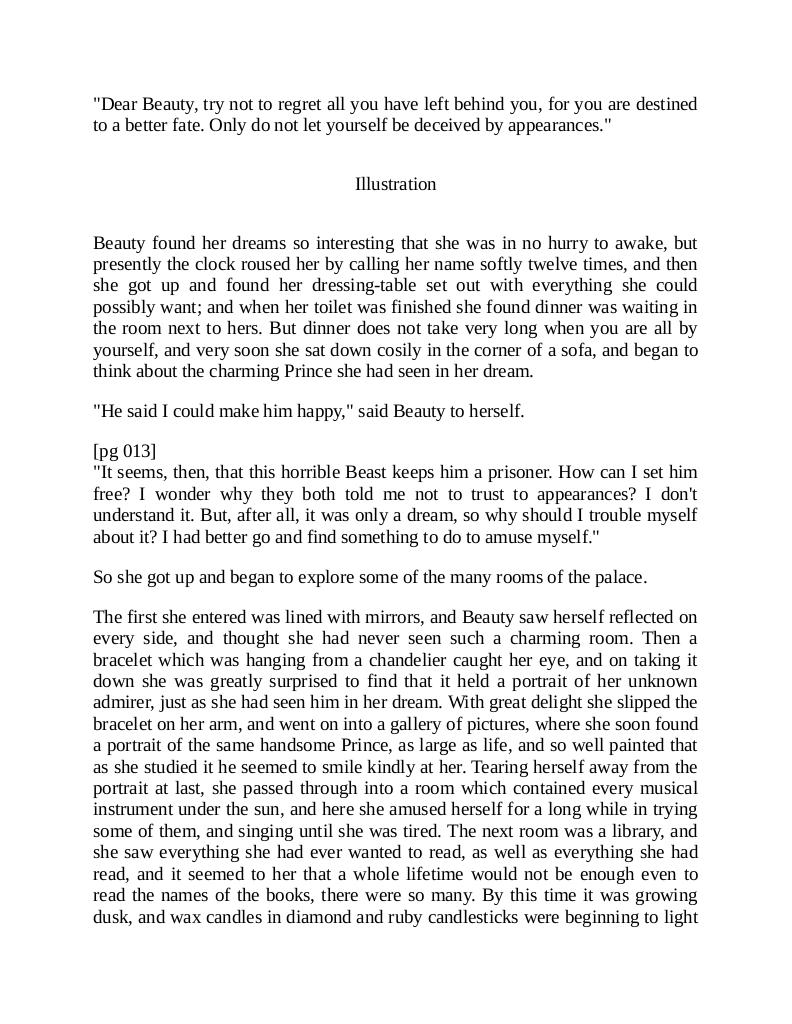 "Dear Beauty, try not to regret all you have left behind you, for you are destined
to a better fate. Only do not let yourself be deceived by appearances."
Illustration
Beauty found her dreams so interesting that she was in no hurry to awake, but
presently the clock roused her by calling her name softly twelve times, and then
she got up and found her dressing-table set out with everything she could
possibly want; and when her toilet was finished she found dinner was waiting in
the room next to hers. But dinner does not take very long when you are all by
yourself, and very soon she sat down cosily in the corner of a sofa, and began to
think about the charming Prince she had seen in her dream.
"He said I could make him happy," said Beauty to herself.
[pg 013]
"It seems, then, that this horrible Beast keeps him a prisoner. How can I set him
free? I wonder why they both told me not to trust to appearances? I don't
understand it. But, after all, it was only a dream, so why should I trouble myself
about it? I had better go and find something to do to amuse myself."
So she got up and began to explore some of the many rooms of the palace.
The first she entered was lined with mirrors, and Beauty saw herself reflected on
every side, and thought she had never seen such a charming room. Then a
bracelet which was hanging from a chandelier caught her eye, and on taking it
down she was greatly surprised to find that it held a portrait of her unknown
admirer, just as she had seen him in her dream. With great delight she slipped the
bracelet on her arm, and went on into a gallery of pictures, where she soon found
a portrait of the same handsome Prince, as large as life, and so well painted that
as she studied it he seemed to smile kindly at her. Tearing herself away from the
portrait at last, she passed through into a room which contained every musical
instrument under the sun, and here she amused herself for a long while in trying
some of them, and singing until she was tired. The next room was a library, and
she saw everything she had ever wanted to read, as well as everything she had
read, and it seemed to her that a whole lifetime would not be enough even to
read the names of the books, there were so many. By this time it was growing
dusk, and wax candles in diamond and ruby candlesticks were beginning to light